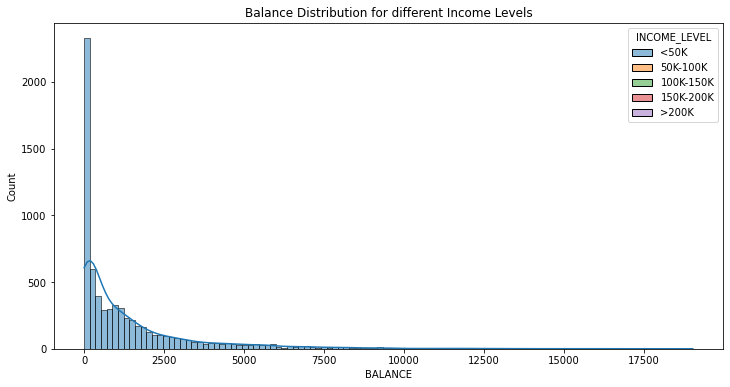 Balance Distribution for different Income Levels
INCOME_LEVEL
<50K
50K-100K
100K-150K
150K-200K
>200K
Count
2000
1500
1000
500
0
0
2500
5000
7500
10000
12500
15000
17500
BALANCE